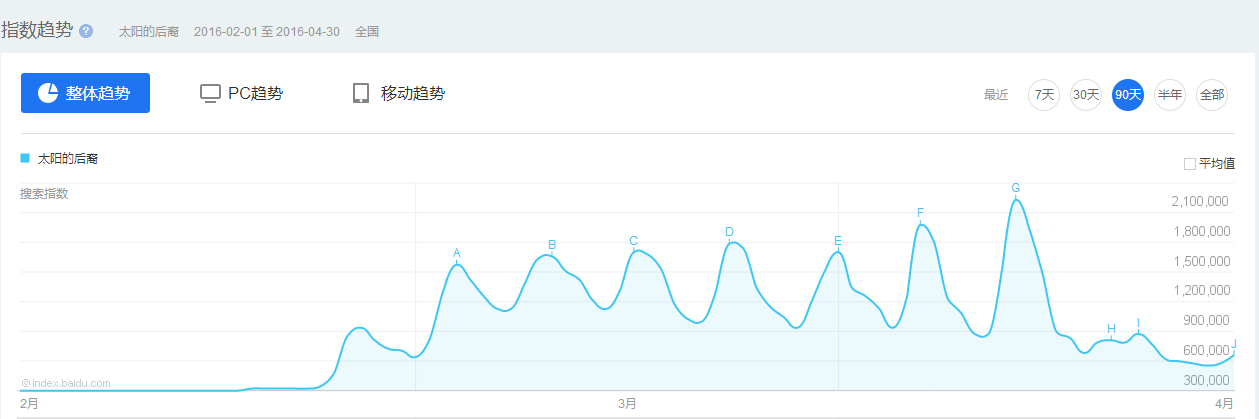 指数趋势 ? 太阳的后裔 2016-02-01 至 2016-04-30 全国
整体趋势 PC趋势 移动趋势 最近 7天 30天 90天 半年 全部
太阳的后裔 平均值
搜索指数
G
2,100,000
F
1,800,000
A B C D E
1,500,000
1,200,000
900,000
H I
600,000
J
300,000
© index.baidu.com
2月 3月 4月